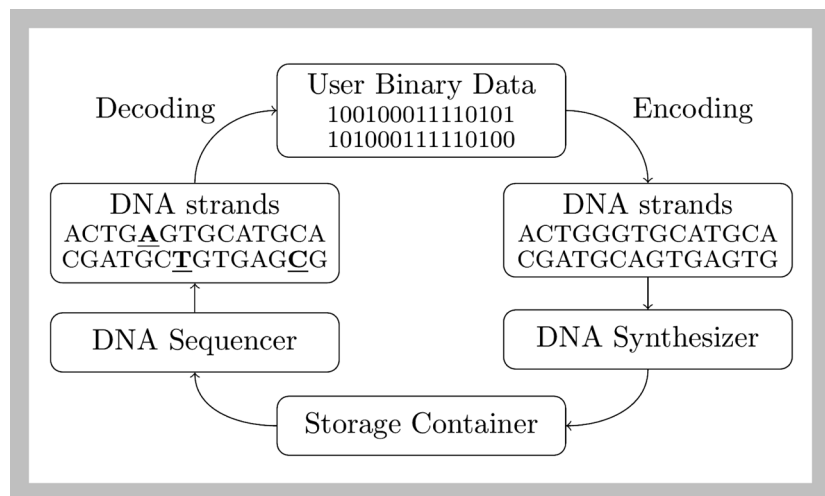 User Binary Data
100100011110101
101000111110100
Decoding
Encoding
DNA strands
ACTGAGTGCATGCA
CGATGCTGTGAGCG
DNA strands
ACTGGGTGCATGCA
CGATGCAGTGAGTG
DNA Sequencer
DNA Synthesizer
Storage Container